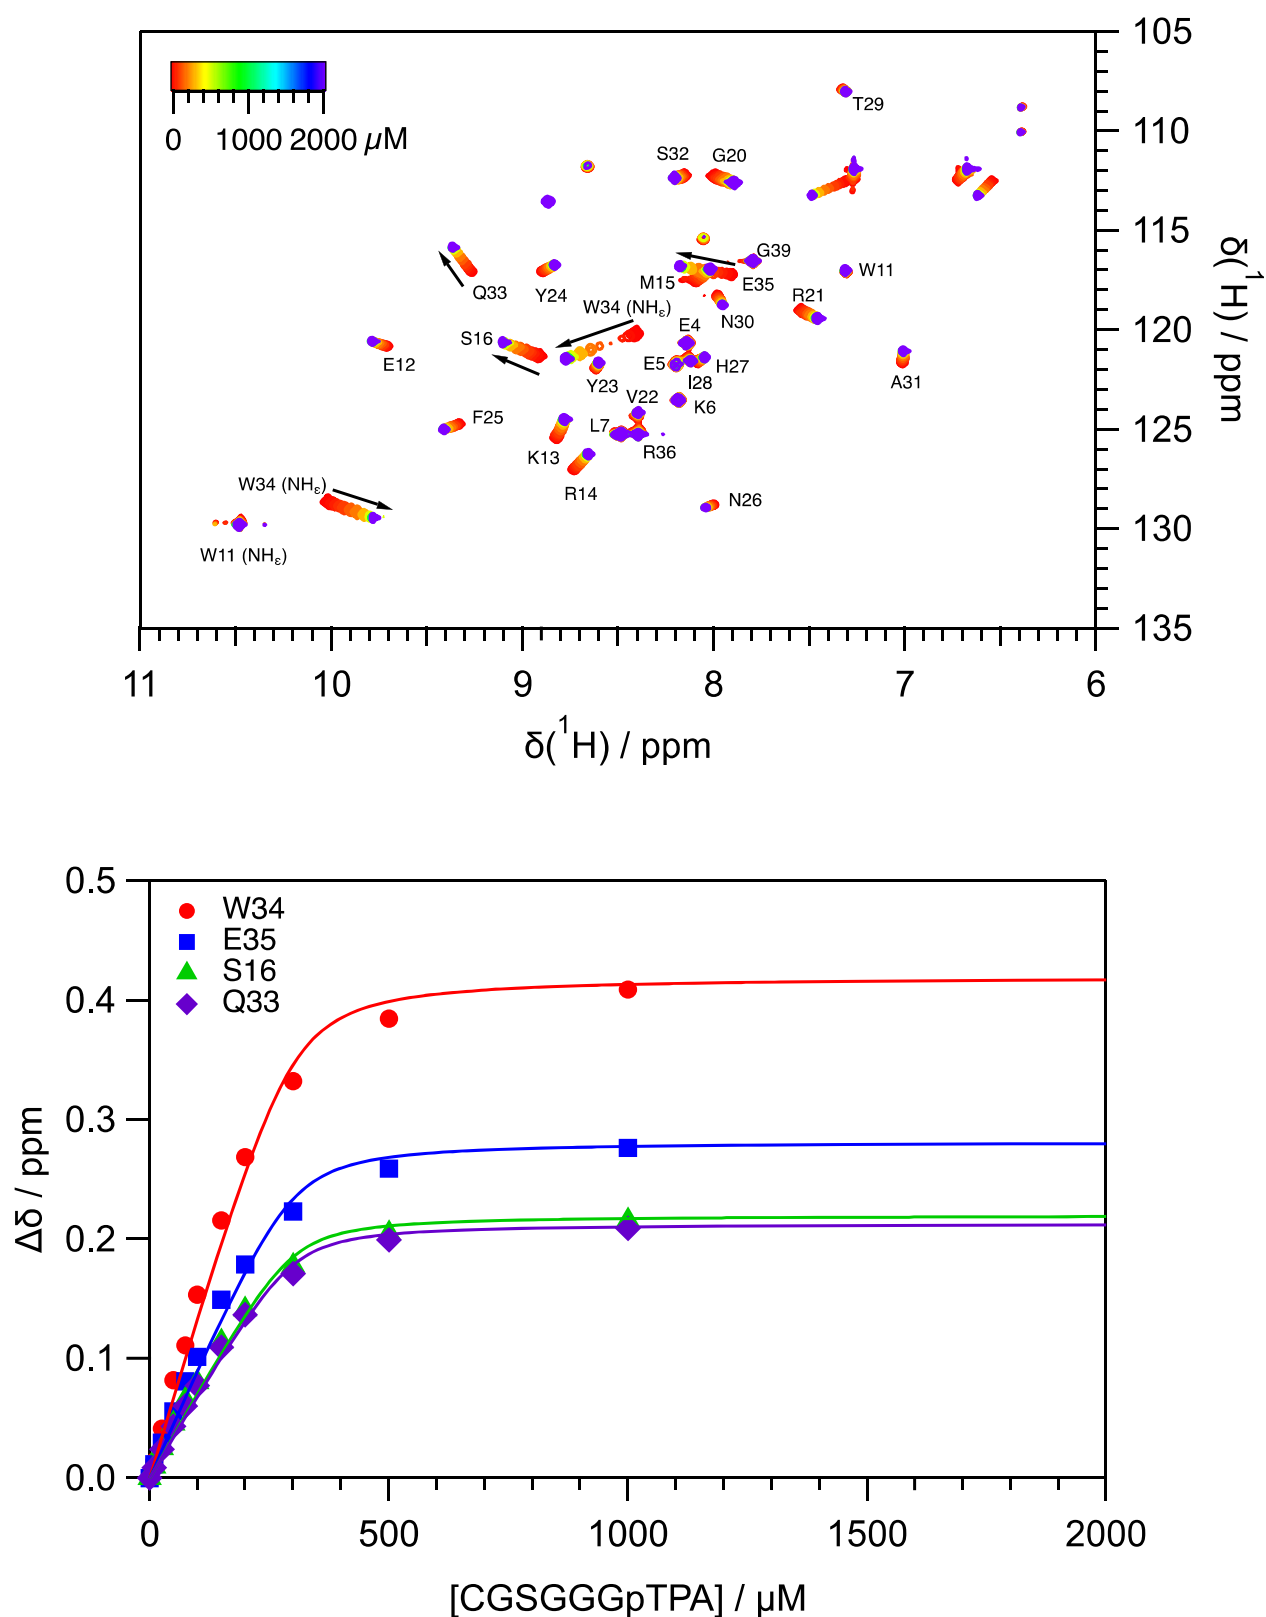 105
110
115
120
125
130
135
δ(¹H) / ppm
0 1000 2000 µM
T29
S32 G20
G39
Q33 Y24 M15 E35 W11
W34 (NHε) N30 R21
S16 E4
E12 Y23 E5 H27 A31
I28
V22 K6
F25 L7
K13 R36
R14
W34 (NHε) N26
W11 (NHε)
11 10 9 8 7 6
δ(¹H) / ppm
0.5
0.4
0.3
0.2
0.1
0.0
Δδ / ppm
W34
E35
S16
Q33
0 500 1000 1500 2000
[CGSGGGpTPA] / µM